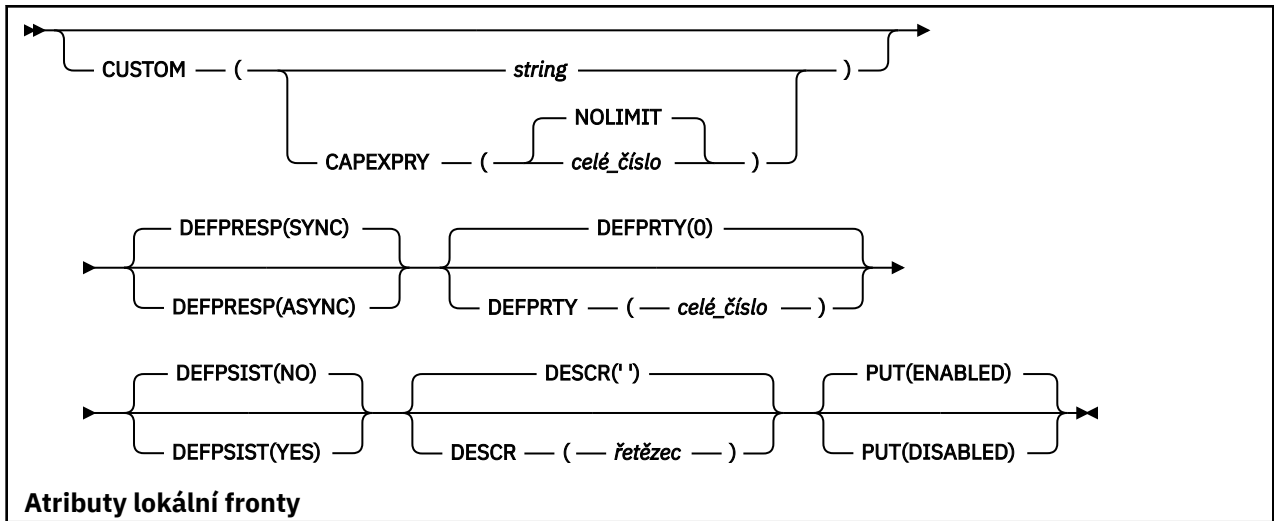 CUSTOM ( string )
NOLIMIT
CAPEXPRY ( celé_číslo )
DEFPRESP(SYNC) DEFPRTY(0)
DEFPRESP(ASYNC) DEFPRTY ( celé_číslo )
DEFPSIST(NO) DESCR(' ') PUT(ENABLED)
DEFPSIST(YES) DESCR ( řetězec ) PUT(DISABLED)
Atributy lokální fronty